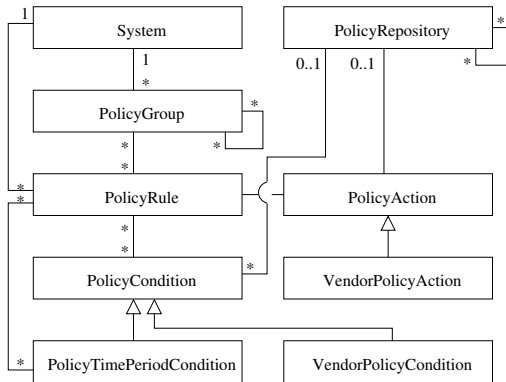 1 System PolicyRepository *
1 0..1 0..1 *
*
PolicyGroup *
* *
*
* PolicyRule PolicyAction
*
*
* *
PolicyCondition VendorPolicyAction
* PolicyTimePeriodCondition VendorPolicyCondition